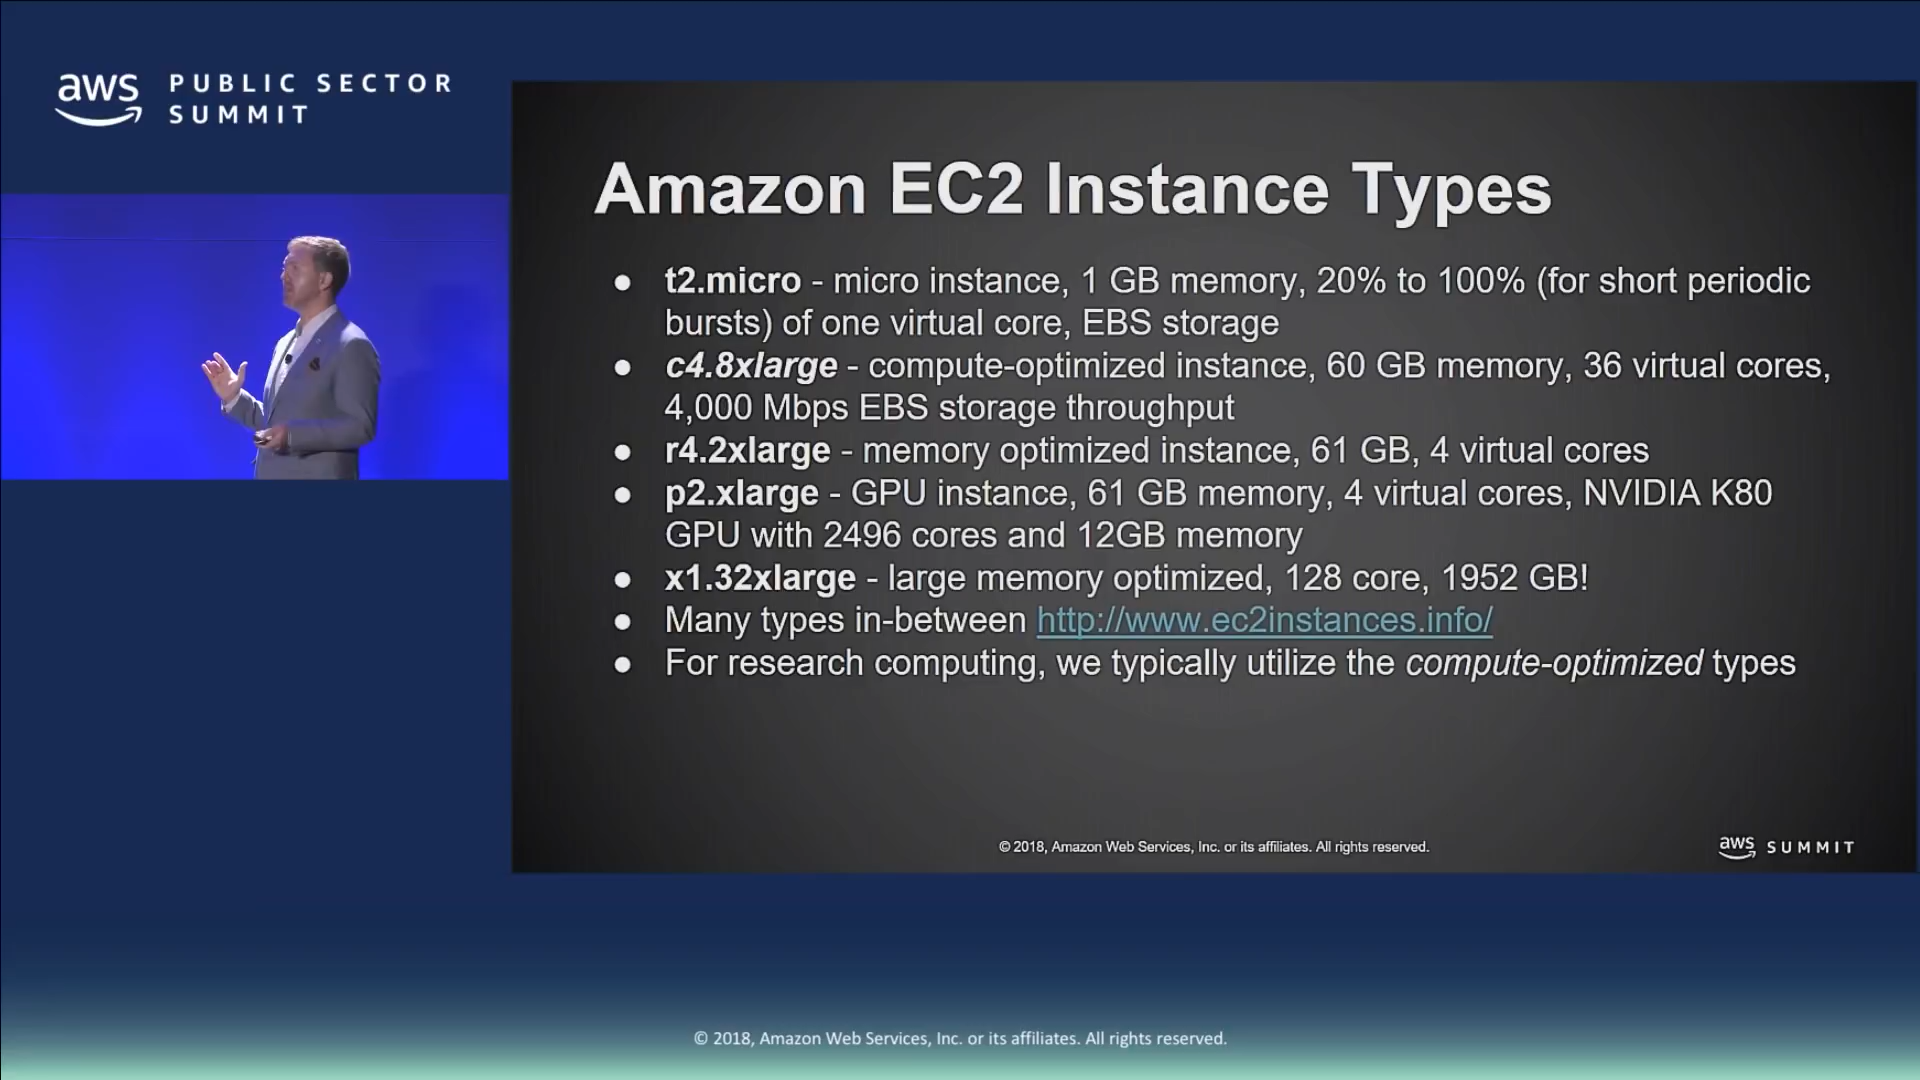 aws PUBLIC SECTOR
SUMMIT
Amazon EC2 Instance Types
● t2.micro - micro instance, 1 GB memory, 20% to 100% (for short periodic
bursts) of one virtual core, EBS storage
● c4.8xlarge - compute-optimized instance, 60 GB memory, 36 virtual cores,
4,000 Mbps EBS storage throughput
● r4.2xlarge - memory optimized instance, 61 GB, 4 virtual cores
● p2.xlarge - GPU instance, 61 GB memory, 4 virtual cores, NVIDIA K80
GPU with 2496 cores and 12GB memory
● x1.32xlarge - large memory optimized, 128 core, 1952 GB!
● Many types in-between http://www.ec2instances.info/
● For research computing, we typically utilize the compute-optimized types
© 2018, Amazon Web Services, Inc. or its affiliates. All rights reserved.
aws SUMMIT
© 2018, Amazon Web Services, Inc. or its affiliates. All rights reserved.